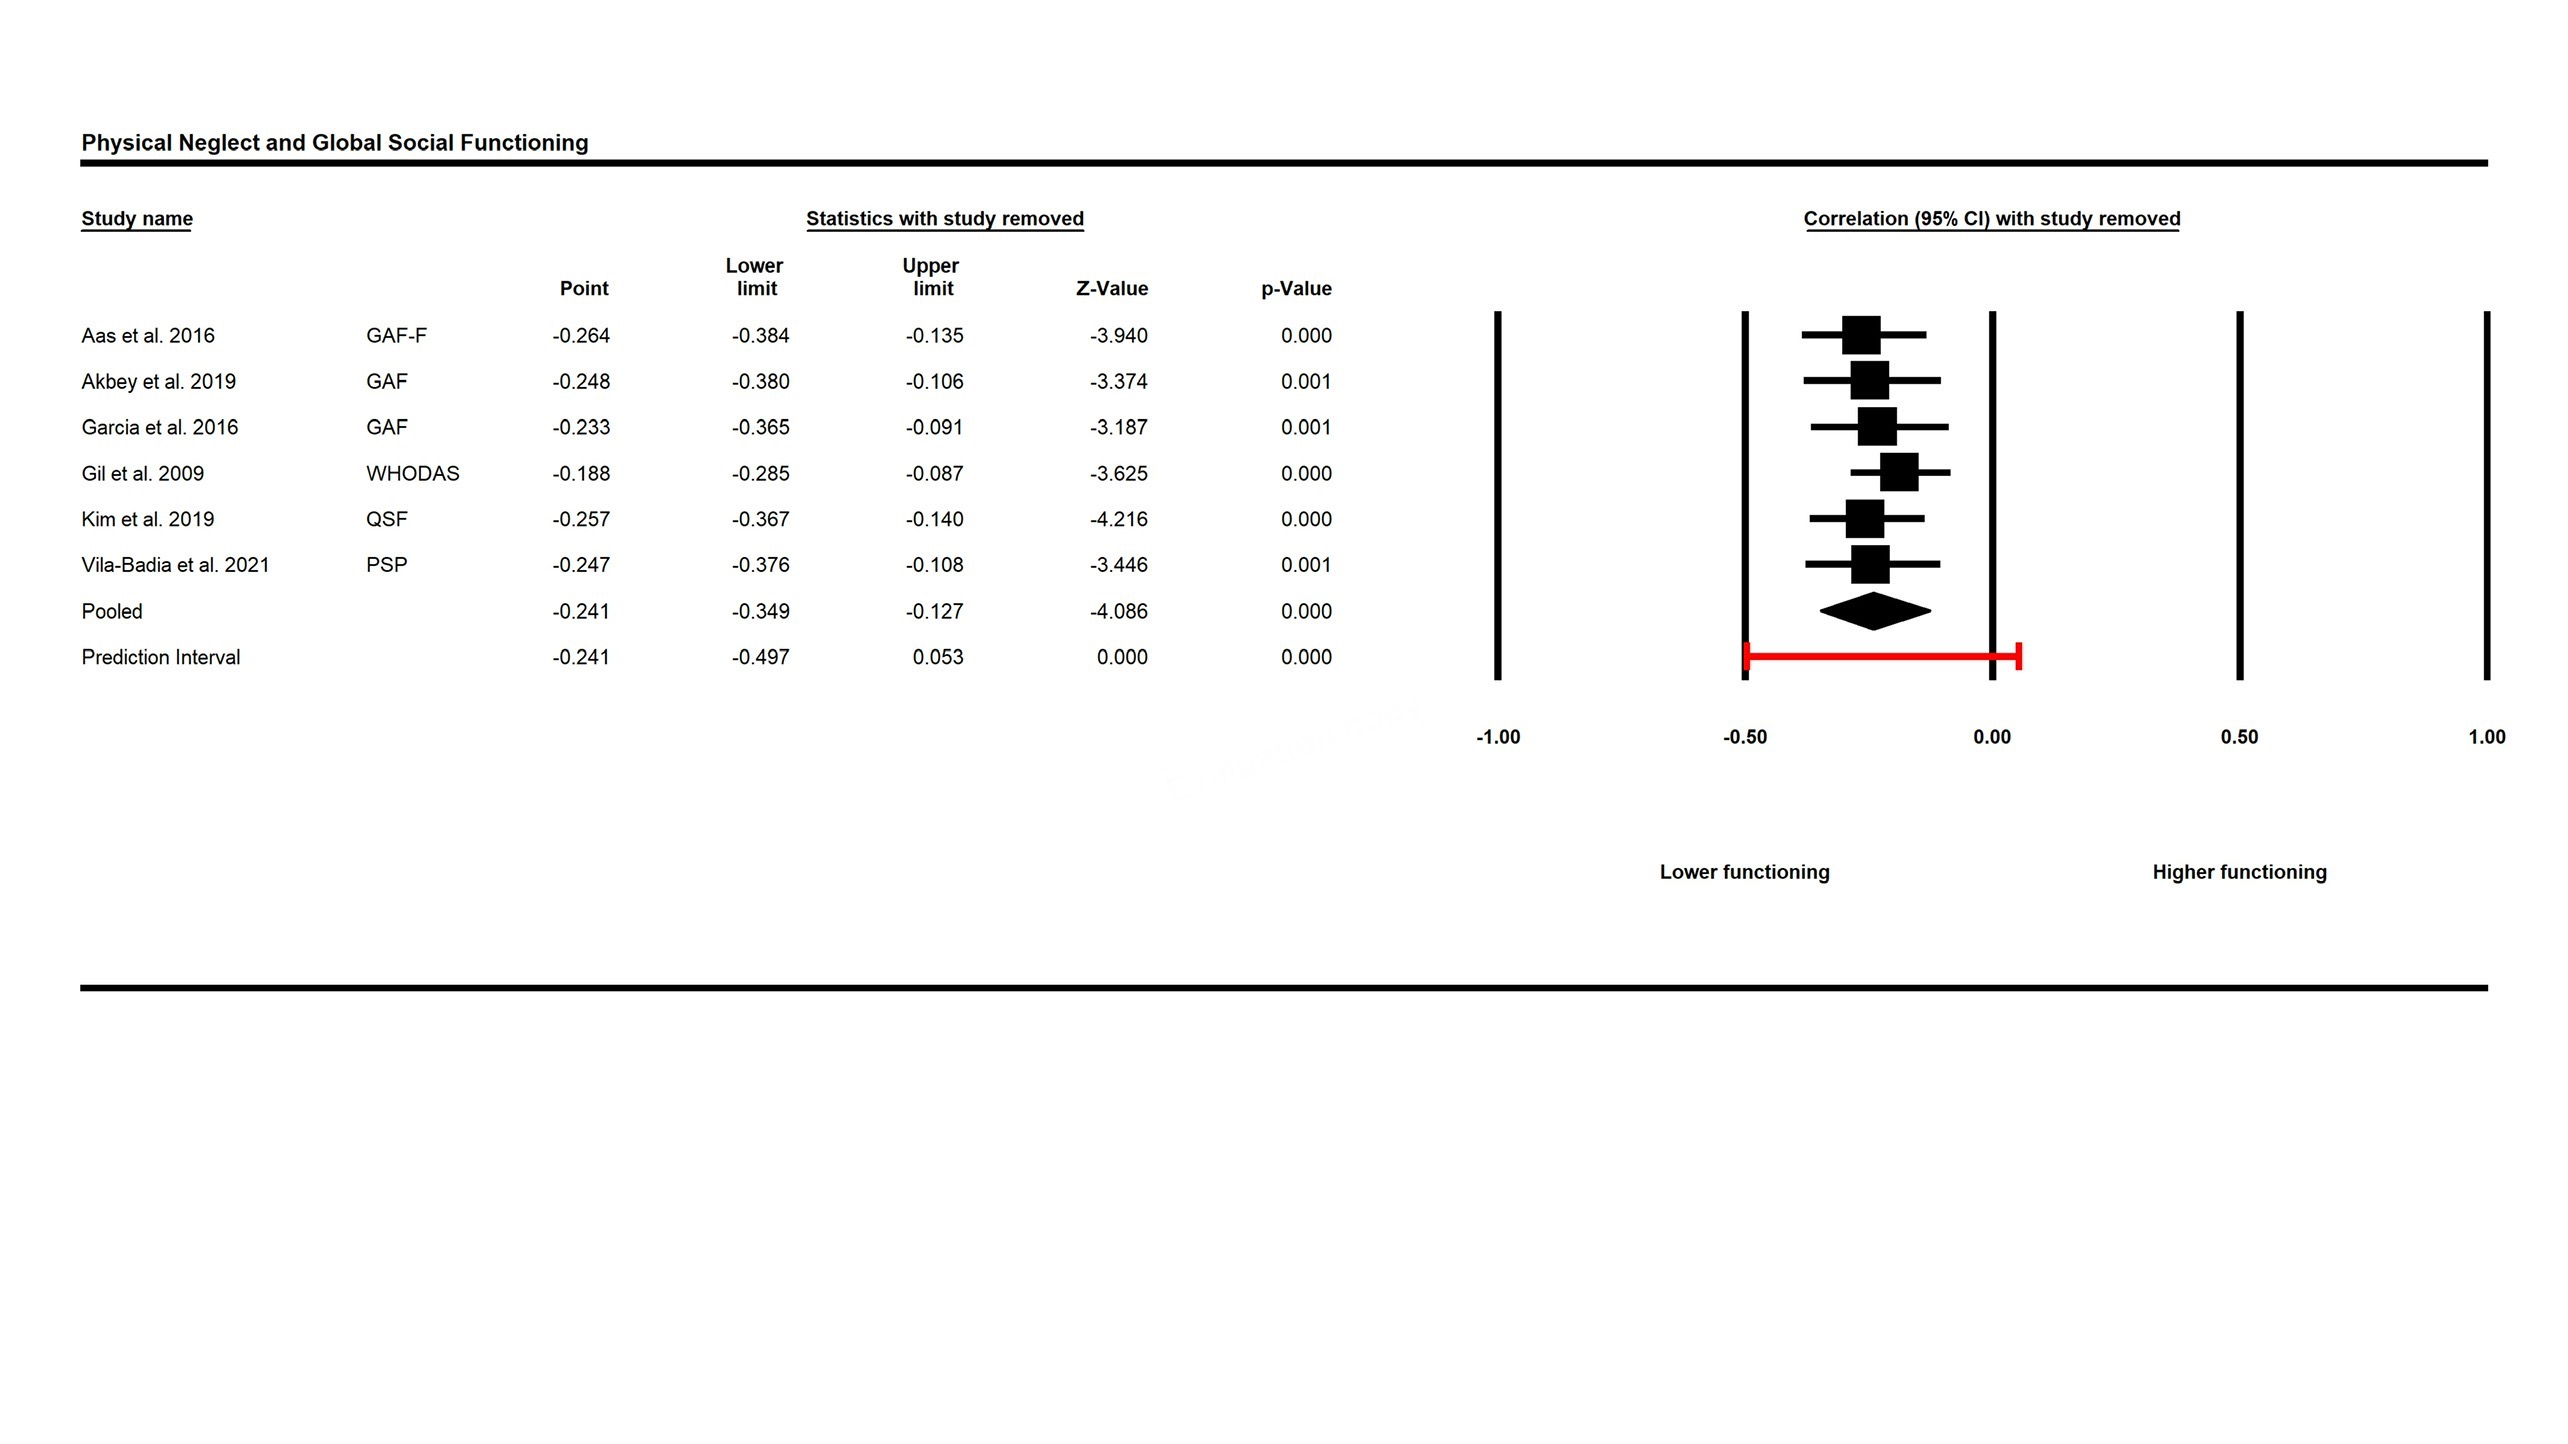 Physical Neglect and Global Social Functioning
Study name Statistics with study removed Correlation (95% CI) with study removed
Lower Upper
Point limit limit Z-Value p-Value
Aas et al. 2016 GAF-F -0.264 -0.384 -0.135 -3.940 0.000
Akbey et al. 2019 GAF -0.248 -0.380 -0.106 -3.374 0.001
Garcia et al. 2016 GAF -0.233 -0.365 -0.091 -3.187 0.001
Gil et al. 2009 WHODAS -0.188 -0.285 -0.087 -3.625 0.000
Kim et al. 2019 QSF -0.257 -0.367 -0.140 -4.216 0.000
Vila-Badia et al. 2021 PSP -0.247 -0.376 -0.108 -3.446 0.001
Pooled -0.241 -0.349 -0.127 -4.086 0.000
Prediction Interval -0.241 -0.497 0.053 0.000 0.000
-1.00 -0.50 0.00 0.50 1.00
Lower functioning Higher functioning